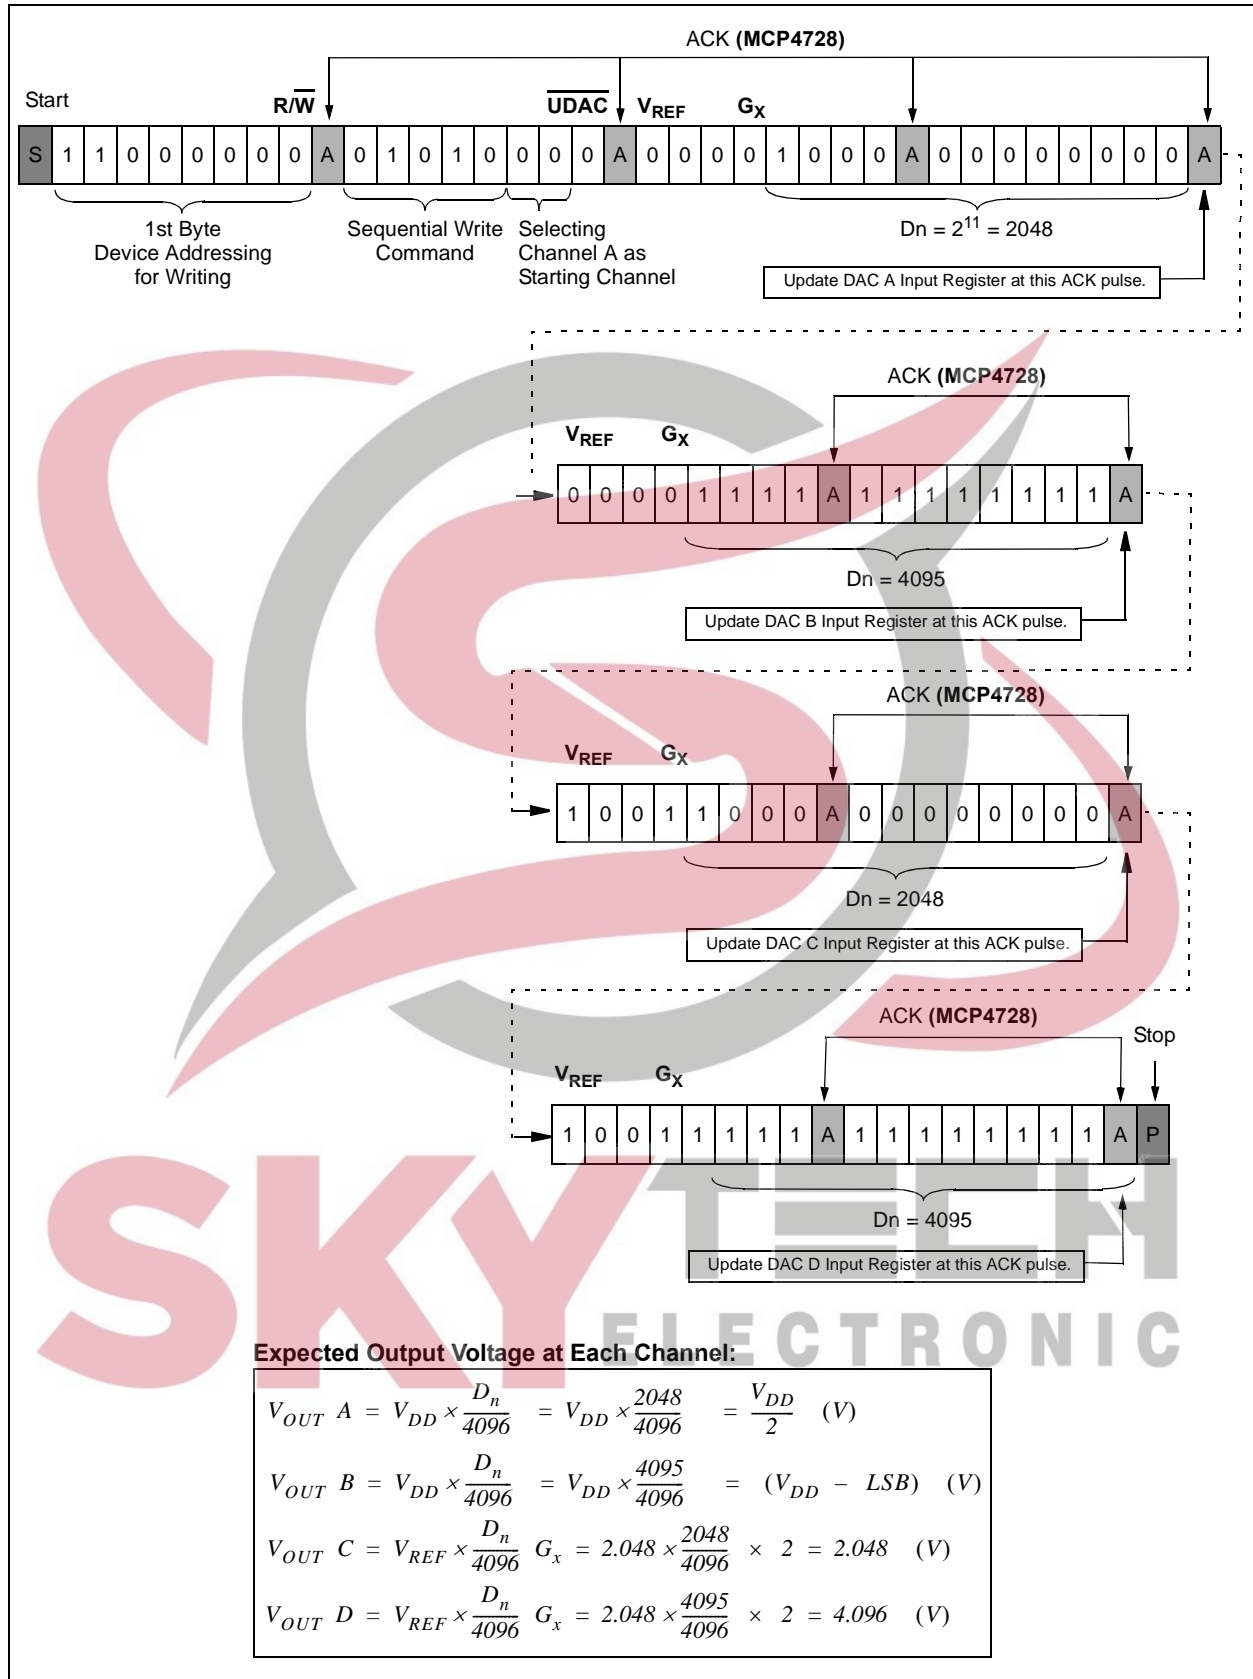 ACK (MCP4728)
Start R/W UDAC VREF GX
S 1 1 0 0 0 0 0 0 A 0 1 0 1 0 0 0 0 A 0 0 0 0 1 0 0 0 A 0 0 0 0 0 0 0 0 A
1st Byte
Device Addressing
for Writing
Sequential Write
Command
Selecting
Channel A as
Starting Channel
Dn = 2^11 = 2048
Update DAC A Input Register at this ACK pulse.
ACK (MCP4728)
VREF GX
0 0 0 0 1 1 1 1 A 1 1 1 1 1 1 1 1 A
Dn = 4095
Update DAC B Input Register at this ACK pulse.
ACK (MCP4728)
VREF GX
1 0 0 1 1 0 0 0 A 0 0 0 0 0 0 0 0 A
Dn = 2048
Update DAC C Input Register at this ACK pulse.
ACK (MCP4728)
Stop
VREF GX
1 0 0 1 1 1 1 1 A 1 1 1 1 1 1 1 1 A P
Dn = 4095
Update DAC D Input Register at this ACK pulse.
SKYTECH
ELECTRONIC
Expected Output Voltage at Each Channel:
VOUT A = VDD × Dn/4096 = VDD × 2048/4096 = VDD/2 (V)
VOUT B = VDD × Dn/4096 = VDD × 4095/4096 = (VDD – LSB) (V)
VOUT C = VREF × Dn/4096 Gx = 2.048 × 2048/4096 × 2 = 2.048 (V)
VOUT D = VREF × Dn/4096 Gx = 2.048 × 4095/4096 × 2 = 4.096 (V)